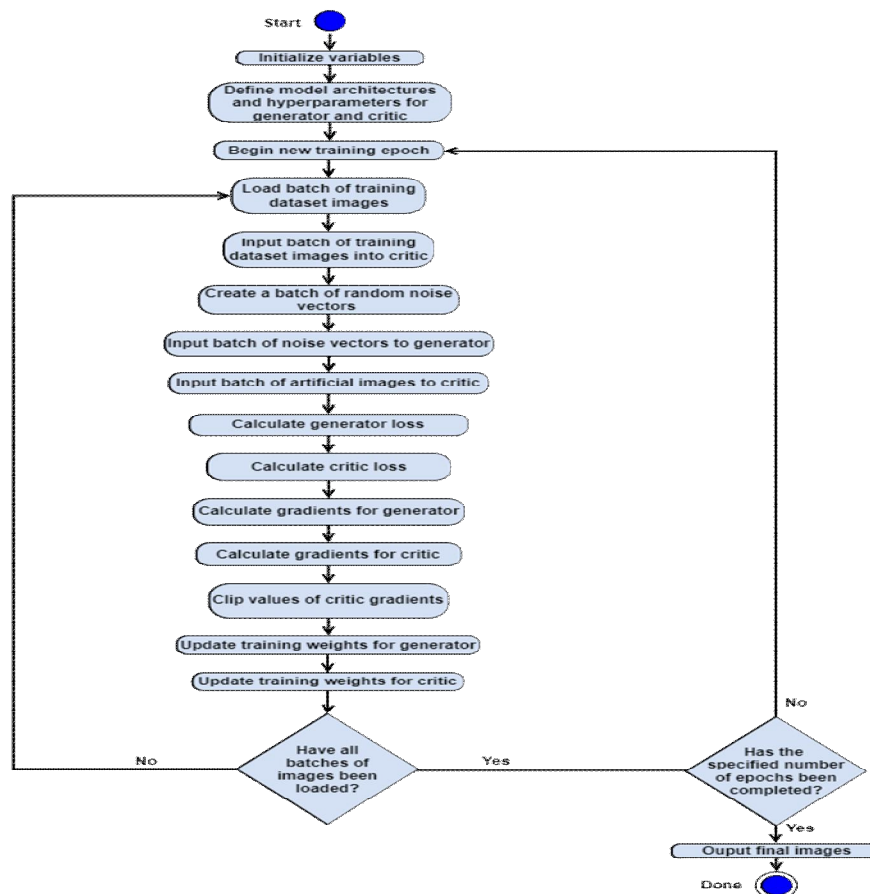 Start
Initialize variables
Define model architectures
and hyperparameters for
generator and critic
Begin new training epoch
Load batch of training
dataset images
Input batch of training
dataset images into critic
Create a batch of random noise
vectors
Input batch of noise vectors to generator
Input batch of artificial images to critic
Calculate generator loss
Calculate critic loss
Calculate gradients for generator
Calculate gradients for critic
Clip values of critic gradients
Update training weights for generator
Update training weights for critic
Have all
batches of
images been
loaded?
No
Yes
Has the
specified number
of epochs been
completed?
No
Yes
Ouput final images
Done